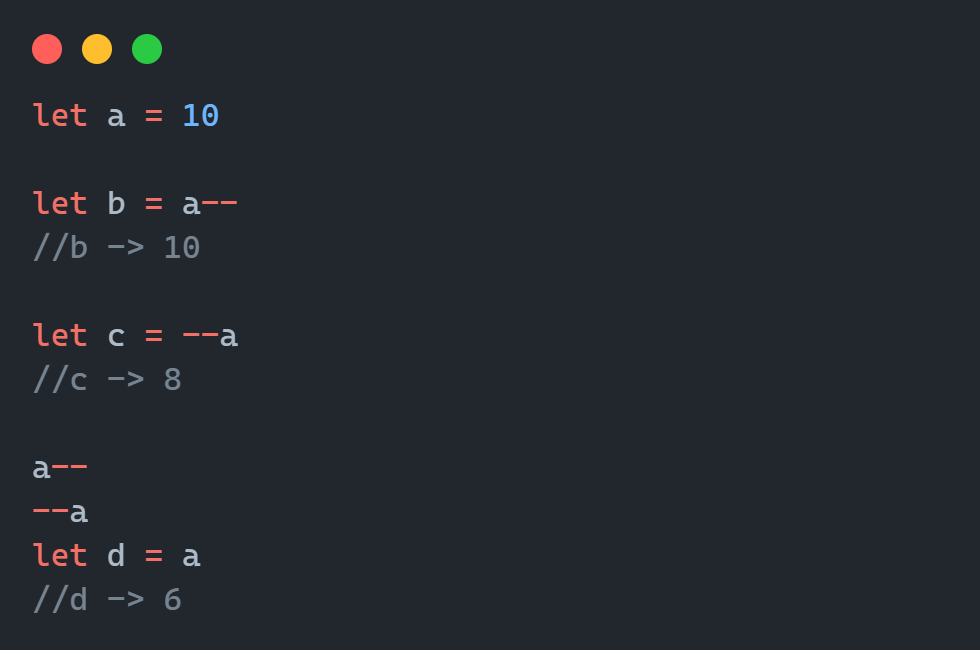 let a = 10
let b = a--
//b -> 10
let c = --a
//c -> 8
a--
--a
let d = a
//d -> 6